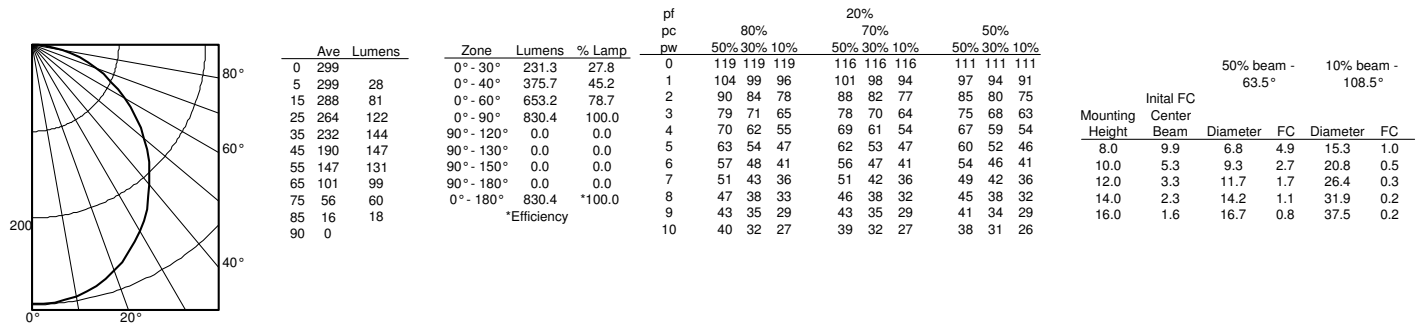 80°
60°
200
40°
0° 20°
Ave Lumens
0 299
5 299 28
15 288 81
25 264 122
35 232 144
45 190 147
55 147 131
65 101 99
75 56 60
85 16 18
90 0
Zone Lumens % Lamp
0° - 30° 231.3 27.8
0° - 40° 375.7 45.2
0° - 60° 653.2 78.7
0° - 90° 830.4 100.0
90° - 120° 0.0 0.0
90° - 130° 0.0 0.0
90° - 150° 0.0 0.0
90° - 180° 0.0 0.0
0° - 180° 830.4 *100.0
*Efficiency
pf 20%
pc 80% 70% 50%
pw 50% 30% 10% 50% 30% 10% 50% 30% 10%
0 119 119 119 116 116 116 111 111 111
1 104 99 96 101 98 94 97 94 91
2 90 84 78 88 82 77 85 80 75
3 79 71 65 78 70 64 75 68 63
4 70 62 55 69 61 54 67 59 54
5 63 54 47 62 53 47 60 52 46
6 57 48 41 56 47 41 54 46 41
7 51 43 36 51 42 36 49 42 36
8 47 38 33 46 38 32 45 38 32
9 43 35 29 43 35 29 41 34 29
10 40 32 27 39 32 27 38 31 26
50% beam - 10% beam -
63.5° 108.5°
Inital FC
Mounting Center
Height Beam Diameter FC Diameter FC
8.0 9.9 6.8 4.9 15.3 1.0
10.0 5.3 9.3 2.7 20.8 0.5
12.0 3.3 11.7 1.7 26.4 0.3
14.0 2.3 14.2 1.1 31.9 0.2
16.0 1.6 16.7 0.8 37.5 0.2